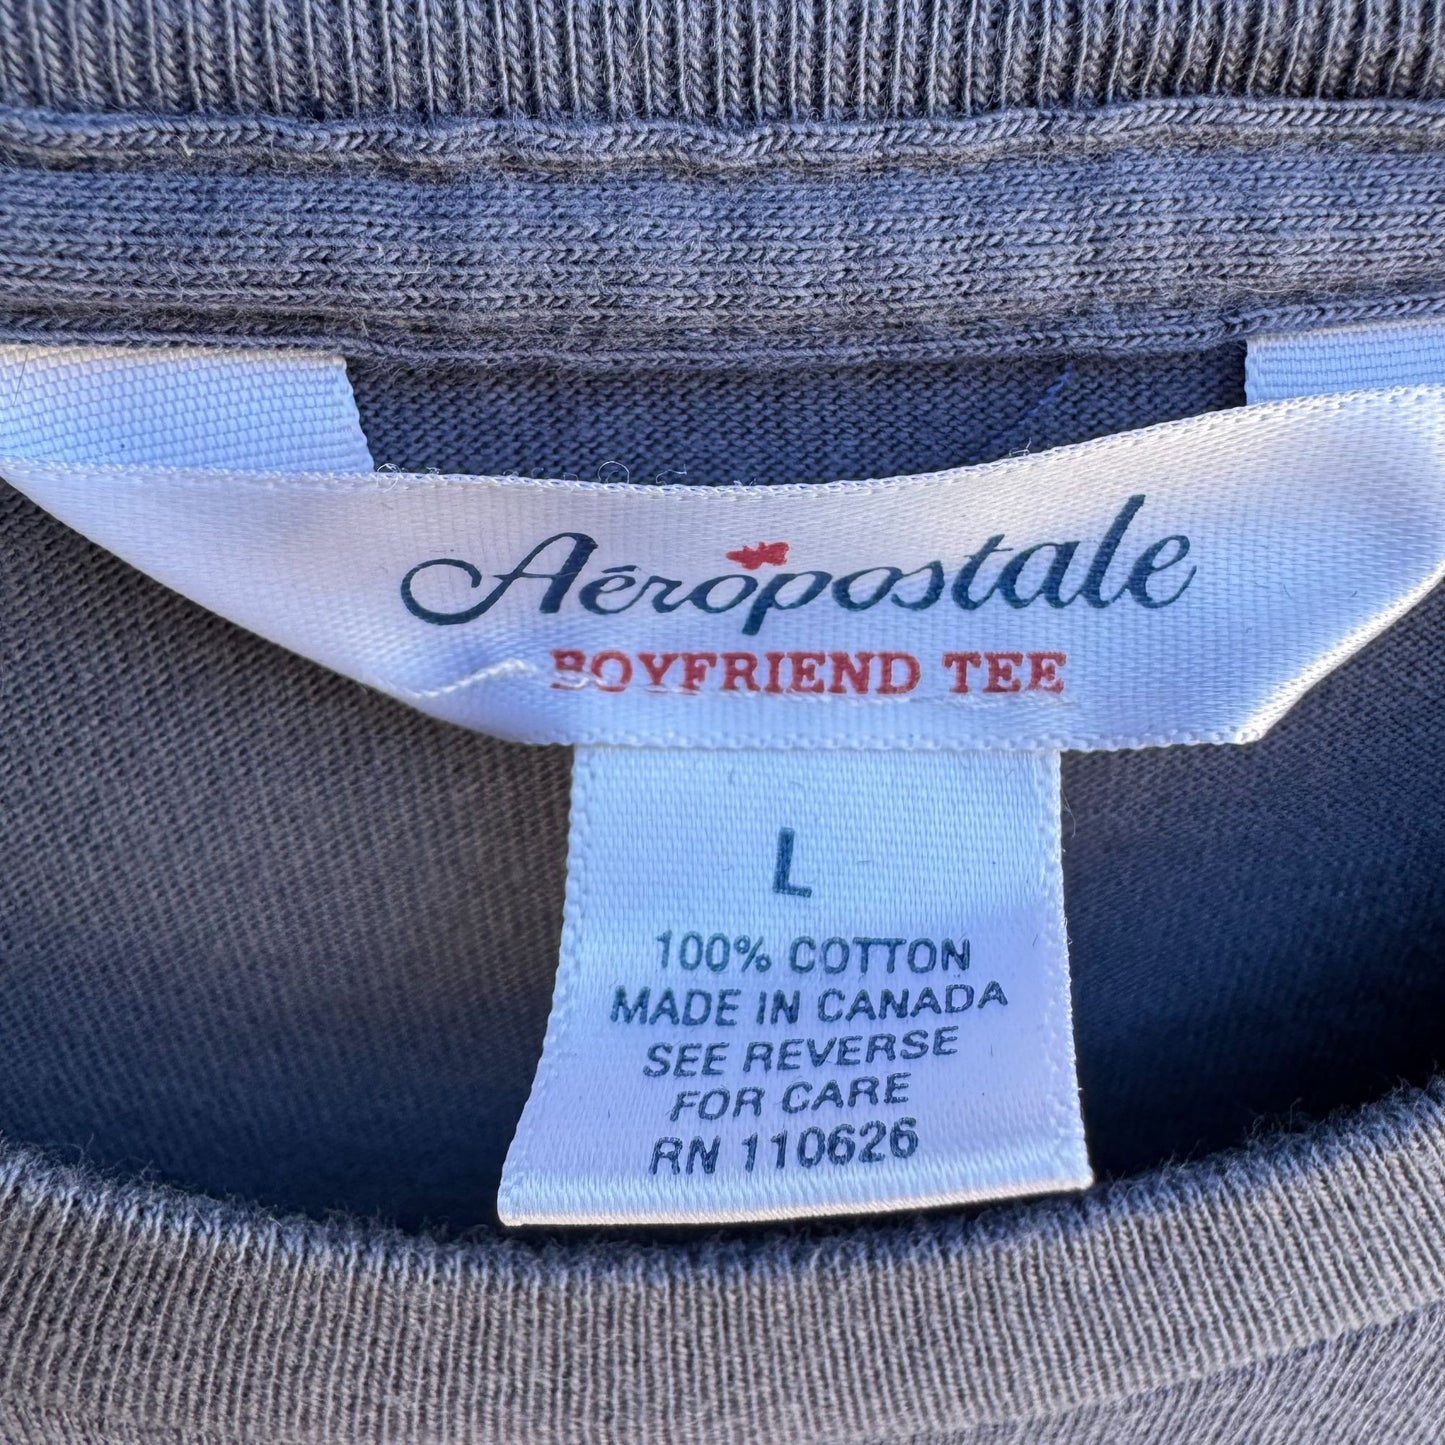 Aéropostale
BOYFRIEND TEE
L
100% COTTON
MADE IN CANADA
SEE REVERSE
FOR CARE
RN 110626